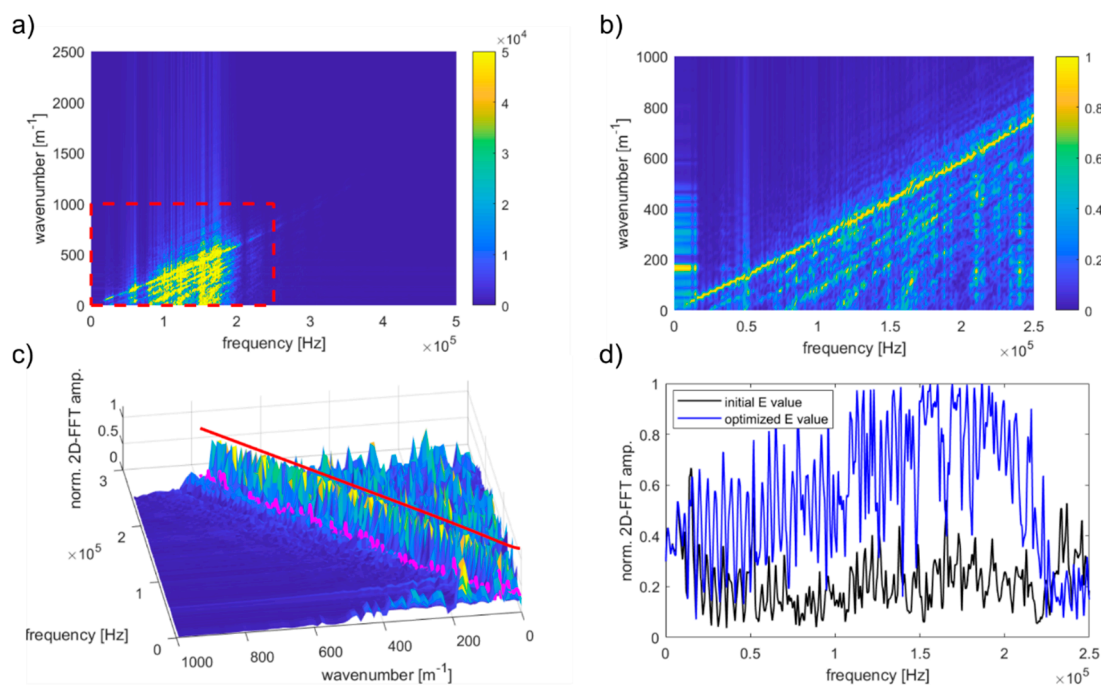 a)
×10⁴
2500
2000
1500
1000
500
0
wavenumber [m⁻¹]
0 1 2 3 4 5
frequency [Hz]
×10⁵
5
4
3
2
1
0
b)
1000
800
600
400
200
0
wavenumber [m⁻¹]
0 0.5 1 1.5 2 2.5
frequency [Hz]
×10⁵
1
0.8
0.6
0.4
0.2
0
c)
norm. 2D-FFT amp.
1
0.5
0
3
2
×10⁵
1
0
frequency [Hz]
1000 800 600 400 200 0
wavenumber [m⁻¹]
d)
1
0.8
0.6
0.4
0.2
0
norm. 2D-FFT amp.
initial E value
optimized E value
0 0.5 1 1.5 2 2.5
frequency [Hz]
×10⁵